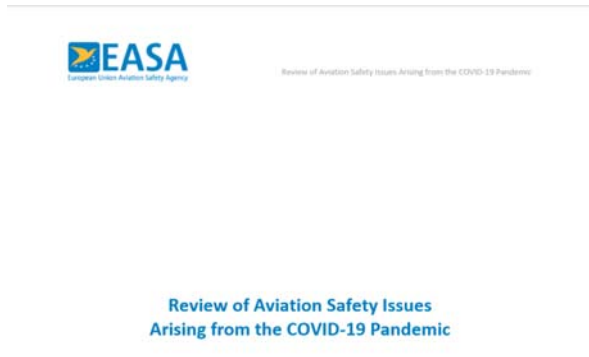 EASA
European Union Aviation Safety Agency
Review of Aviation Safety Issues Arising from the COVID-19 Pandemic
Review of Aviation Safety Issues
Arising from the COVID-19 Pandemic